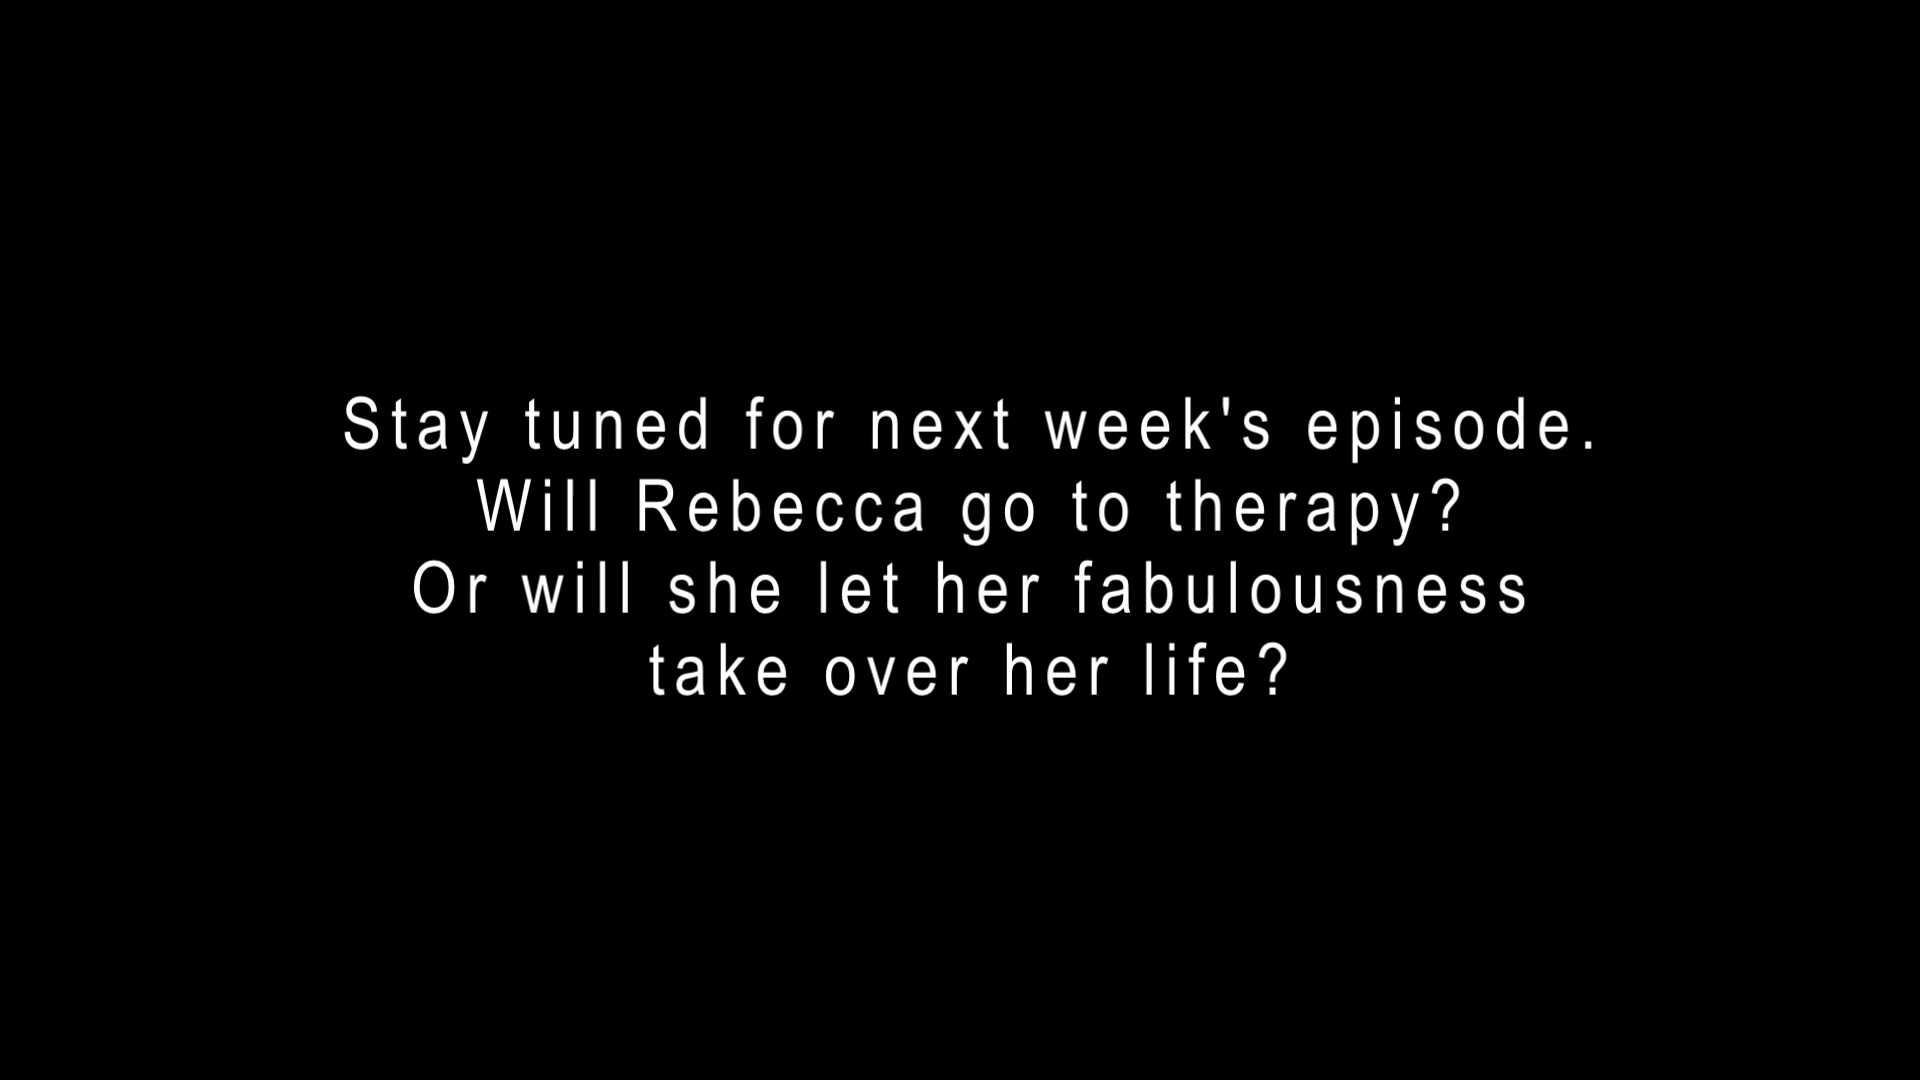 Stay tuned for next week's episode.
Will Rebecca go to therapy?
Or will she let her fabulousness
take over her life?